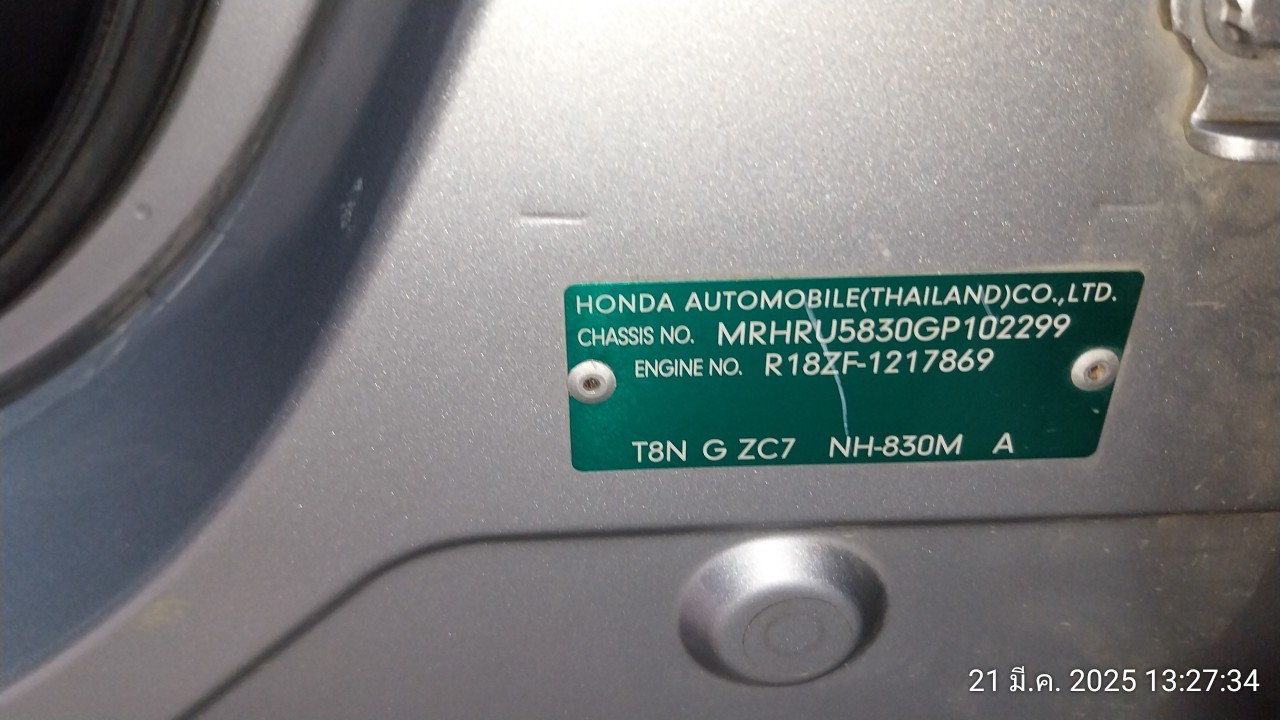 HONDA AUTOMOBILE(THAILAND)CO.,LTD.
CHASSIS NO. MRHRU5830GP102299
ENGINE NO. R18ZF-1217869
T8N G ZC7 NH-830M A
21 มี.ค. 2025 13:27:34